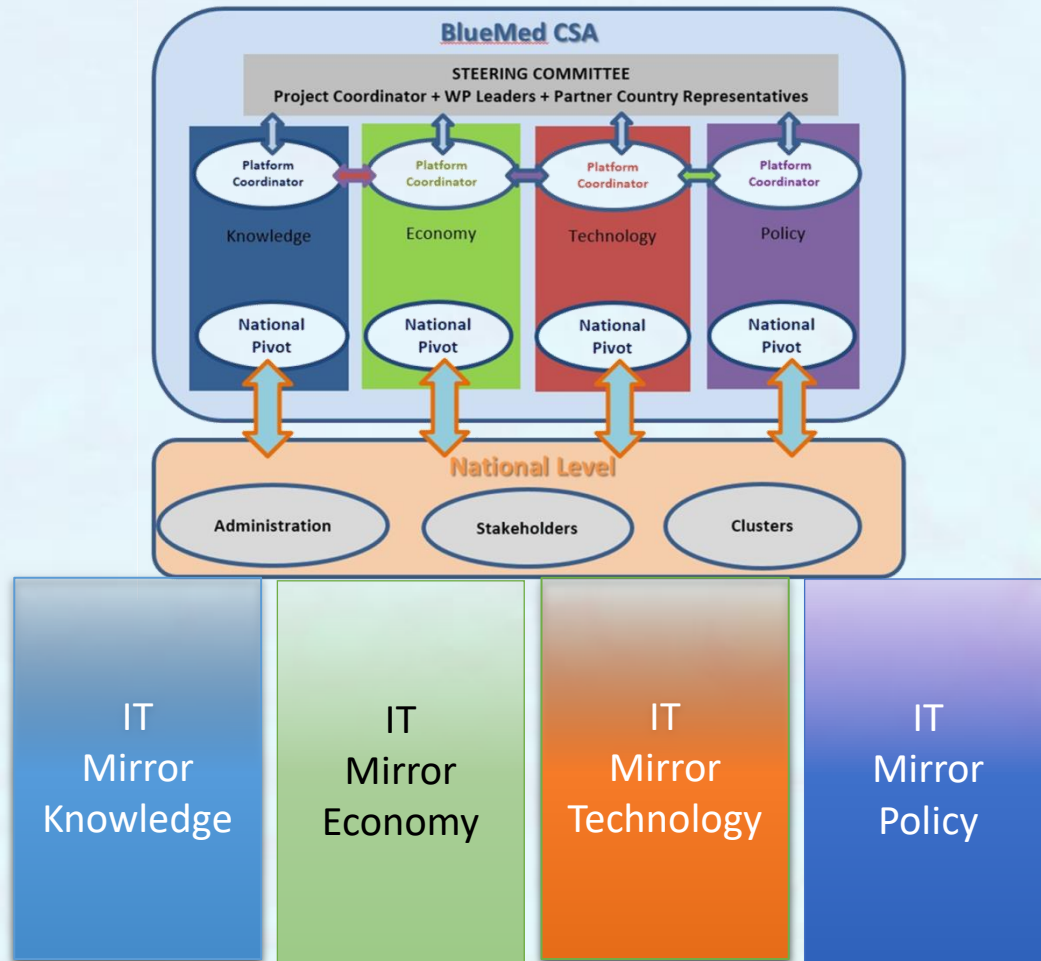 BlueMed CSA
STEERING COMMITTEE
Project Coordinator + WP Leaders + Partner Country Representatives
Platform
Coordinator
Platform
Coordinator
Platform
Coordinator
Platform
Coordinator
Knowledge
Economy
Technology
Policy
National
Pivot
National
Pivot
National
Pivot
National
Pivot
National Level
Administration
Stakeholders
Clusters
IT
Mirror
Knowledge
IT
Mirror
Economy
IT
Mirror
Technology
IT
Mirror
Policy